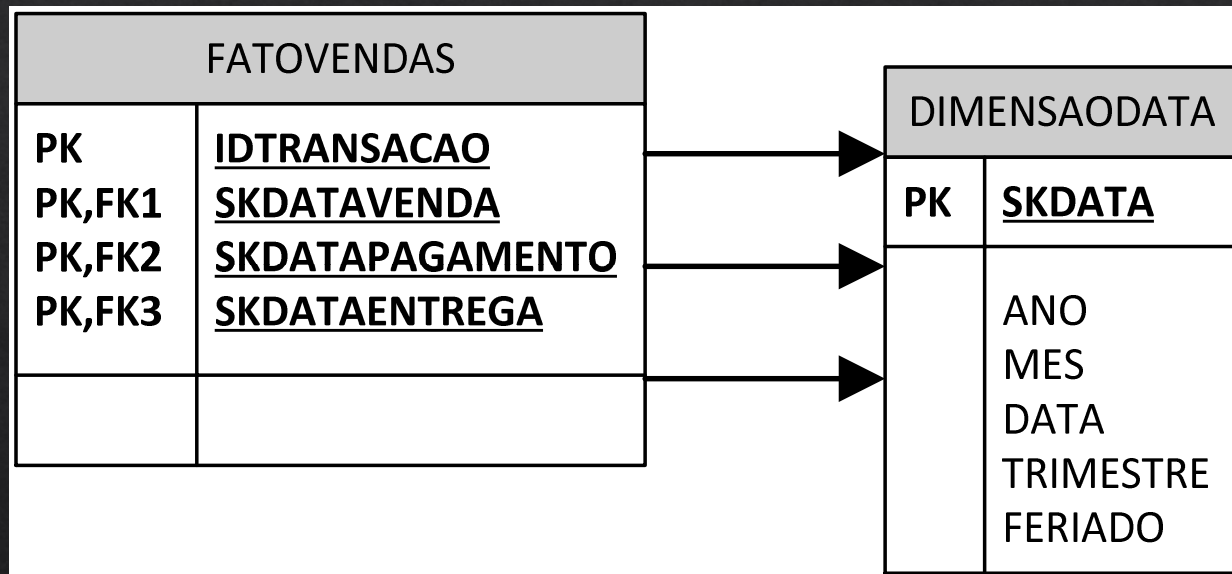 FATOVENDAS
PK IDTRANSACAO
PK,FK1 SKDATAVENDA
PK,FK2 SKDATAPAGAMENTO
PK,FK3 SKDATAENTREGA
DIMENSAODATA
PK SKDATA
ANO
MES
DATA
TRIMESTRE
FERIADO